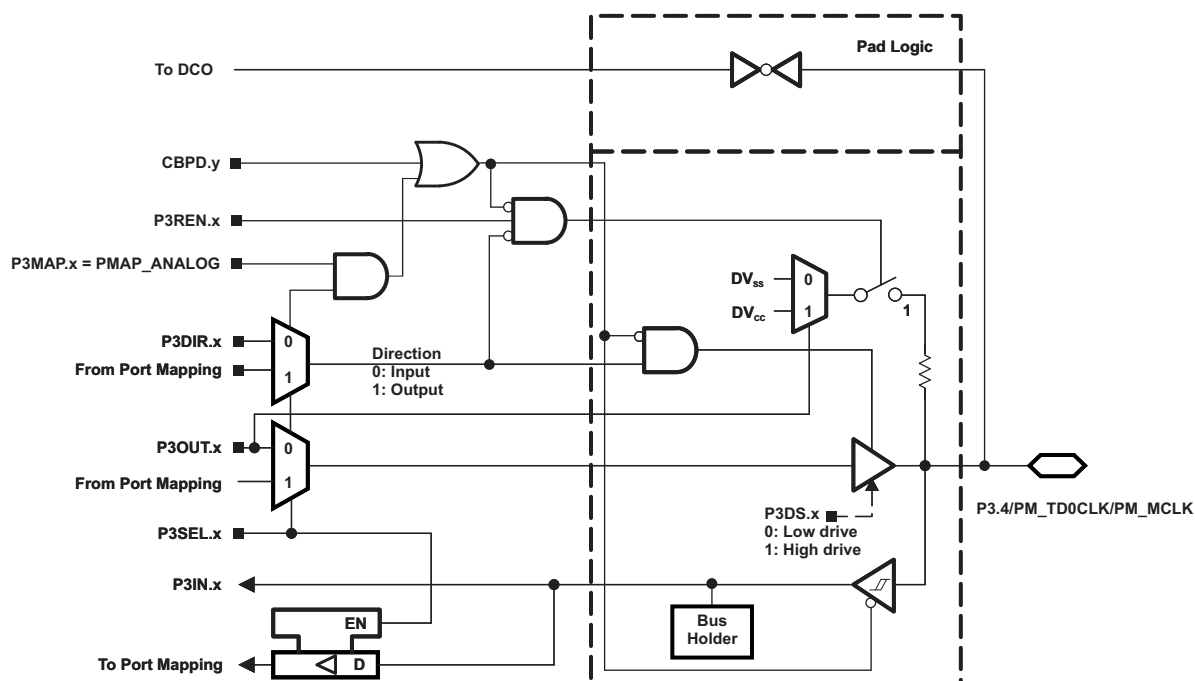 Pad Logic
To DCO
CBPD.y
P3REN.x
P3MAP.x = PMAP_ANALOG
DVss
0
DVcc
1
1
P3DIR.x
0
From Port Mapping
1
Direction
0: Input
1: Output
P3OUT.x
0
From Port Mapping
1
P3DS.x
0: Low drive
1: High drive
P3.4/PM_TD0CLK/PM_MCLK
P3SEL.x
P3IN.x
Bus
Holder
EN
To Port Mapping
D